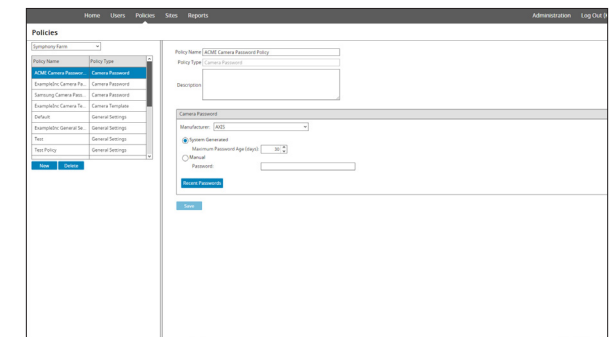 Home Users Policies Sites Reports Administration Log Out
Policies
Symphony Farm
Policy Name Policy Type
ACME Camera Passwor... Camera Password
ExampleInc Camera Pa... Camera Password
Samsung Camera Pass... Camera Password
ExampleInc Camera Te... Camera Template
Default General Settings
ExampleInc General Se... General Settings
Test General Settings
Test Policy General Settings
New Delete
Policy Name ACME Camera Password Policy
Policy Type Camera Password
Description
Camera Password
Manufacturer: AXIS
System Generated
Maximum Password Age (days): 30
Manual
Password:
Recent Passwords
Save